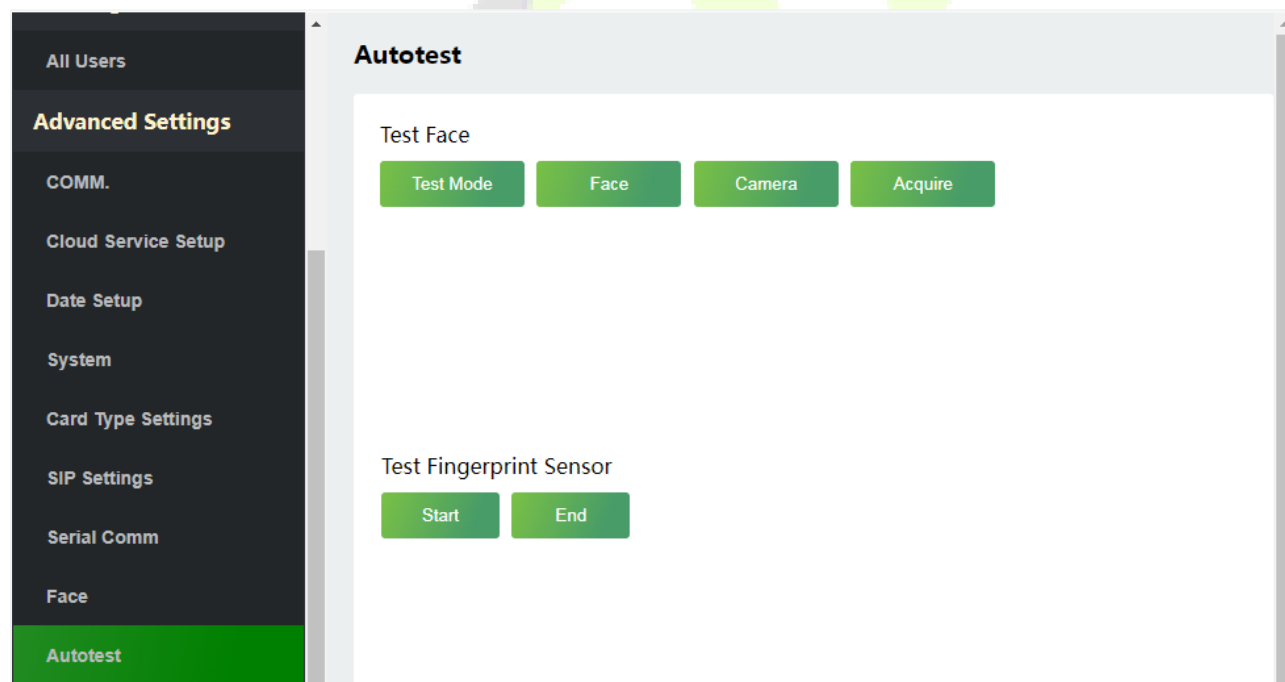 All Users
Advanced Settings
COMM.
Cloud Service Setup
Date Setup
System
Card Type Settings
SIP Settings
Serial Comm
Face
Autotest
Autotest
Test Face
Test Mode Face Camera Acquire
Test Fingerprint Sensor
Start End